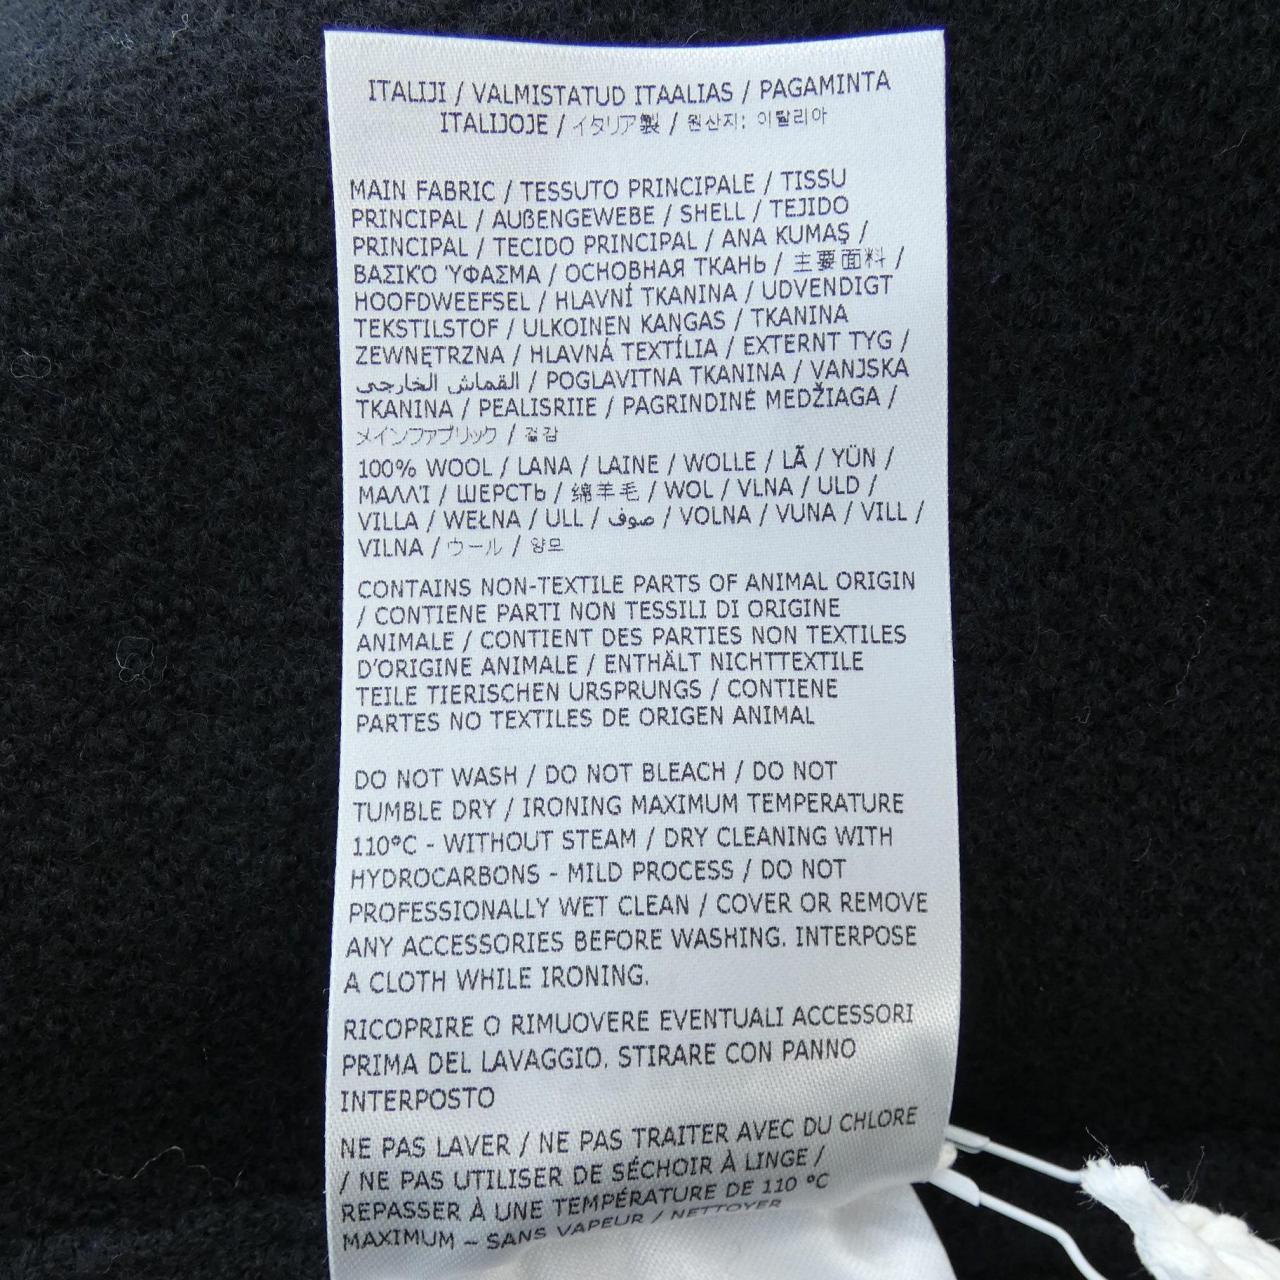 ITALIJI / VALMISTATUD ITAALIAS / PAGAMINTA
ITALIJOJE / イタリア製 / 원산지: 이탈리아
MAIN FABRIC / TESSUTO PRINCIPALE / TISSU
PRINCIPAL / AUßENGEWEBE / SHELL / TEJIDO
PRINCIPAL / TECIDO PRINCIPAL / ANA KUMAŞ /
ΒΑΣΙΚΌ ΎΦΑΣΜΑ / ОСНОВНАЯ ТКАНЬ / 主要面料 /
HOOFDWEEFSEL / HLAVNÍ TKANINA / UDVENDIGT
TEKSTILSTOF / ULKOINEN KANGAS / TKANINA
ZEWNĘTRZNA / HLAVNÁ TEXTÍLIA / EXTERNT TYG /
القماش الخارجي / POGLAVITNA TKANINA / VANJSKA
TKANINA / PEALISRIIE / PAGRINDINĖ MEDŽIAGA /
メインファブリック / 겉감
100% WOOL / LANA / LAINE / WOLLE / LÃ / YÜN /
ΜΑΛΛΊ / ШЕРСТЬ / 绵羊毛 / WOL / VLNA / ULD /
VILLA / WEŁNA / ULL / صوف / VOLNA / VUNA / VILL /
VILNA / ウール / 양모
CONTAINS NON-TEXTILE PARTS OF ANIMAL ORIGIN
/ CONTIENE PARTI NON TESSILI DI ORIGINE
ANIMALE / CONTIENT DES PARTIES NON TEXTILES
D'ORIGINE ANIMALE / ENTHÄLT NICHTTEXTILE
TEILE TIERISCHEN URSPRUNGS / CONTIENE
PARTES NO TEXTILES DE ORIGEN ANIMAL
DO NOT WASH / DO NOT BLEACH / DO NOT
TUMBLE DRY / IRONING MAXIMUM TEMPERATURE
110°C - WITHOUT STEAM / DRY CLEANING WITH
HYDROCARBONS - MILD PROCESS / DO NOT
PROFESSIONALLY WET CLEAN / COVER OR REMOVE
ANY ACCESSORIES BEFORE WASHING. INTERPOSE
A CLOTH WHILE IRONING.
RICOPRIRE O RIMUOVERE EVENTUALI ACCESSORI
PRIMA DEL LAVAGGIO. STIRARE CON PANNO
INTERPOSTO
NE PAS LAVER / NE PAS TRAITER AVEC DU CHLORE
/ NE PAS UTILISER DE SÉCHOIR À LINGE /
REPASSER À UNE TEMPÉRATURE DE 110 °C
MAXIMUM – SANS VAPEUR / NETTOYER